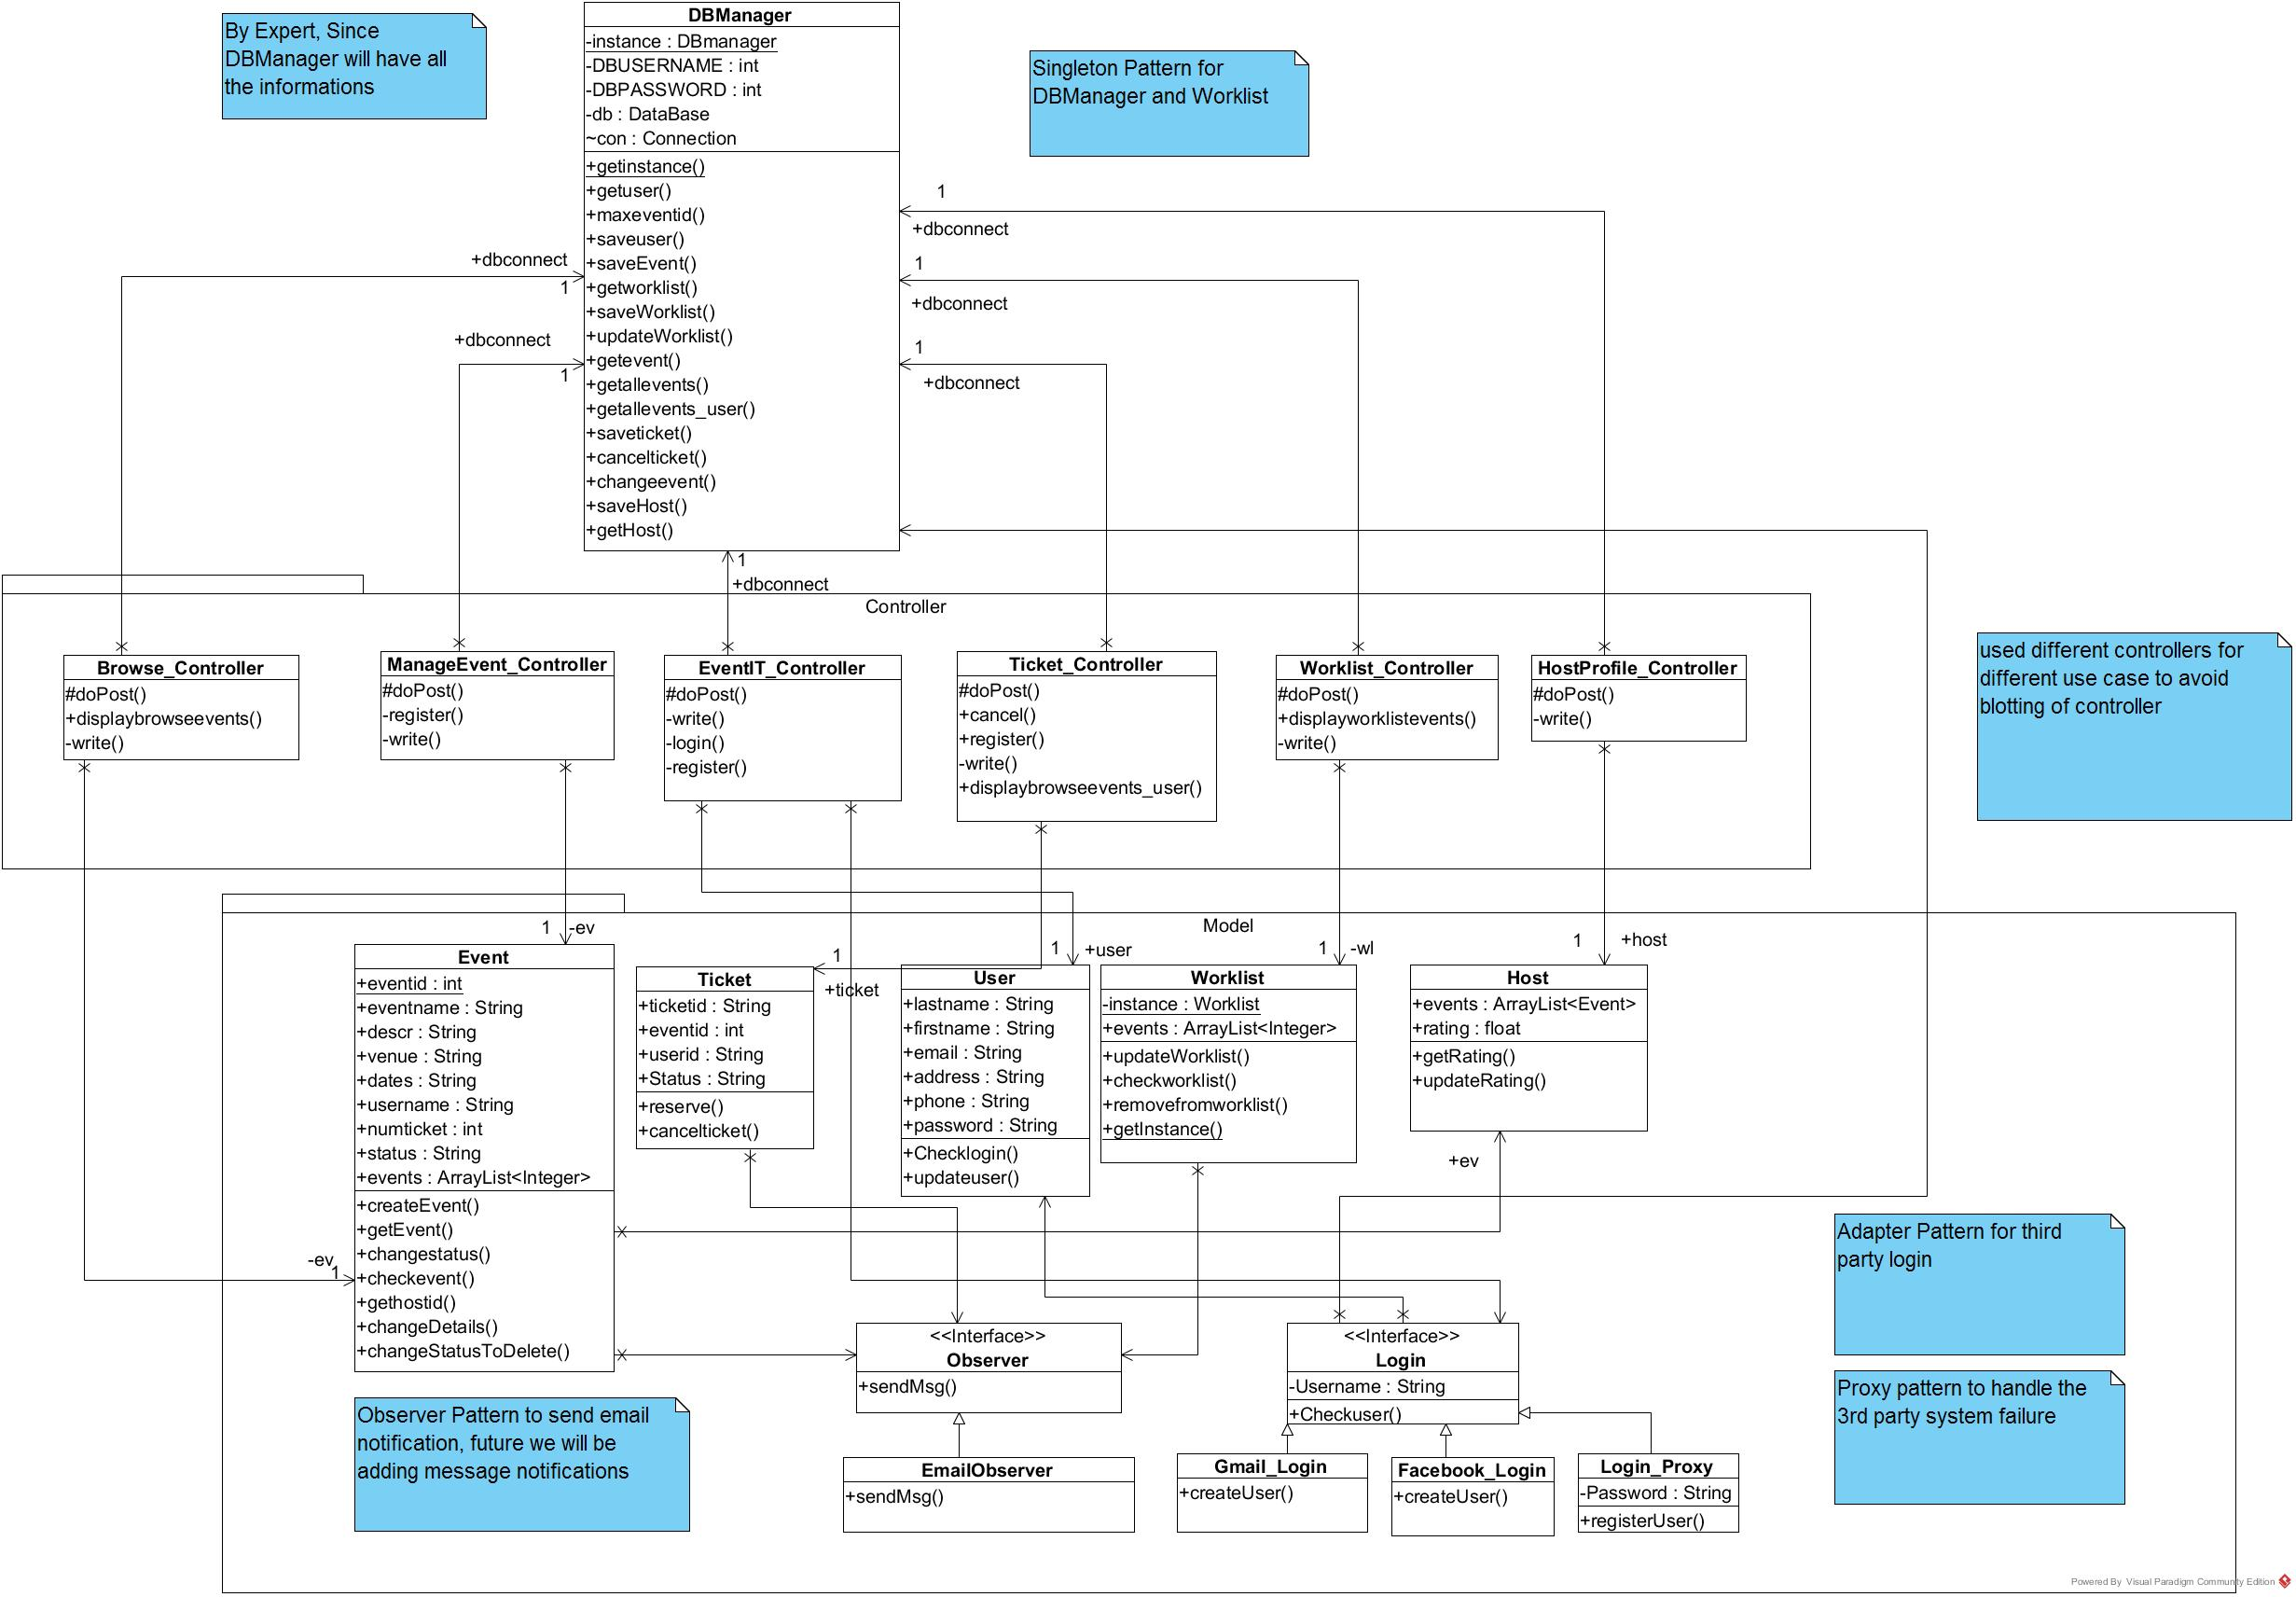 By Expert, Since
DBManager will have all
the informations
DBManager
-instance : DBmanager
-DBUSERNAME : int
-DBPASSWORD : int
-db : DataBase
~con : Connection
+getinstance()
+getuser()
+maxeventid()
+saveuser()
+saveEvent()
+getworklist()
+saveWorklist()
+updateWorklist()
+getevent()
+getallevents()
+getallevents_user()
+saveticket()
+cancelticket()
+changeevent()
+saveHost()
+getHost()
Singleton Pattern for
DBManager and Worklist
+dbconnect
1
+dbconnect
1
1
+dbconnect
1
+dbconnect
1
+dbconnect
1
+dbconnect
Controller
Browse_Controller
#doPost()
+displaybrowseevents()
-write()
ManageEvent_Controller
#doPost()
-register()
-write()
EventIT_Controller
#doPost()
-write()
-login()
-register()
Ticket_Controller
#doPost()
+cancel()
+register()
-write()
+displaybrowseevents_user()
Worklist_Controller
#doPost()
+displayworklistevents()
-write()
HostProfile_Controller
#doPost()
-write()
used different controllers for
different use case to avoid
blotting of controller
Model
1
-ev
1
+ticket
1
+user
1
-wl
1
+host
Event
+eventid : int
+eventname : String
+descr : String
+venue : String
+dates : String
+username : String
+numticket : int
+status : String
+events : ArrayList<Integer>
+createEvent()
+getEvent()
+changestatus()
+checkevent()
+gethostid()
+changeDetails()
+changeStatusToDelete()
Ticket
+ticketid : String
+eventid : int
+userid : String
+Status : String
+reserve()
+cancelticket()
User
+lastname : String
+firstname : String
+email : String
+address : String
+phone : String
+password : String
+Checklogin()
+updateuser()
Worklist
-instance : Worklist
+events : ArrayList<Integer>
+updateWorklist()
+checkworklist()
+removefromworklist()
+getInstance()
Host
+events : ArrayList<Event>
+rating : float
+getRating()
+updateRating()
+ev
-ev
1
Adapter Pattern for third
party login
<<Interface>>
Observer
+sendMsg()
<<Interface>>
Login
-Username : String
+Checkuser()
Proxy pattern to handle the
3rd party system failure
Observer Pattern to send email
notification, future we will be
adding message notifications
EmailObserver
+sendMsg()
Gmail_Login
+createUser()
Facebook_Login
+createUser()
Login_Proxy
-Password : String
+registerUser()
Powered By Visual Paradigm Community Edition